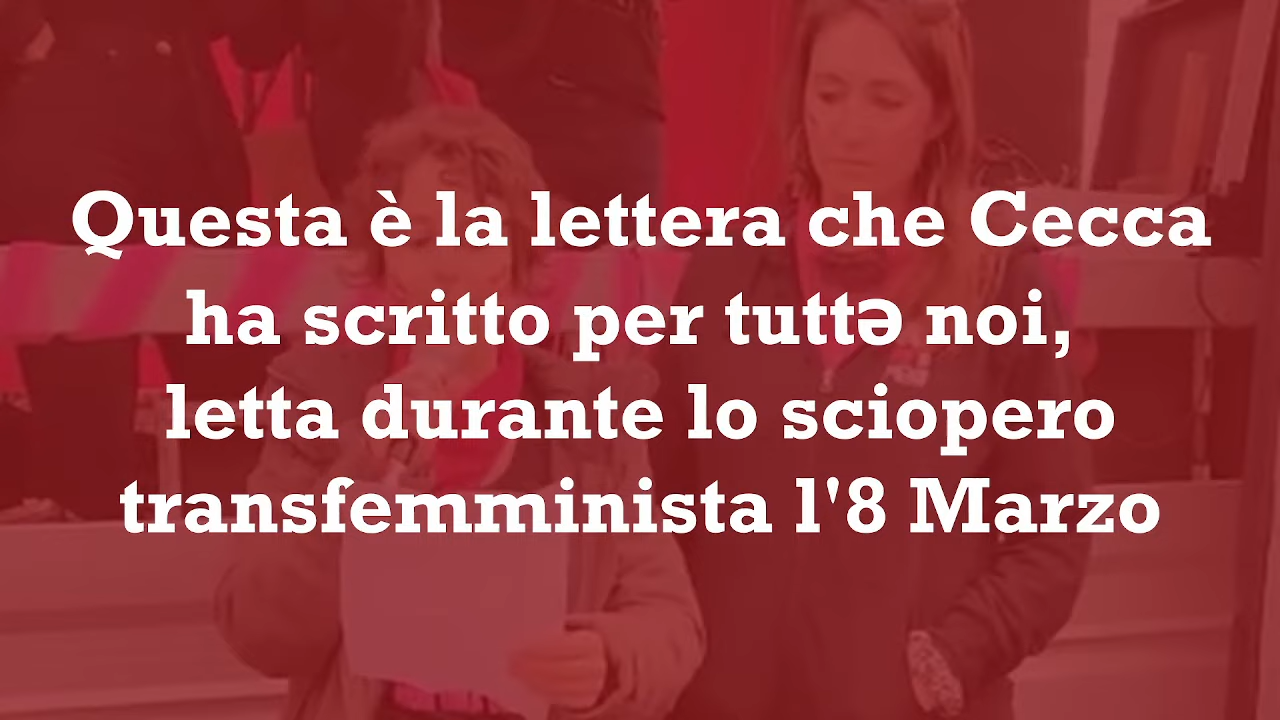 Questa è la lettera che Cecca
ha scritto per tuttə noi,
letta durante lo sciopero
transfemminista l'8 Marzo